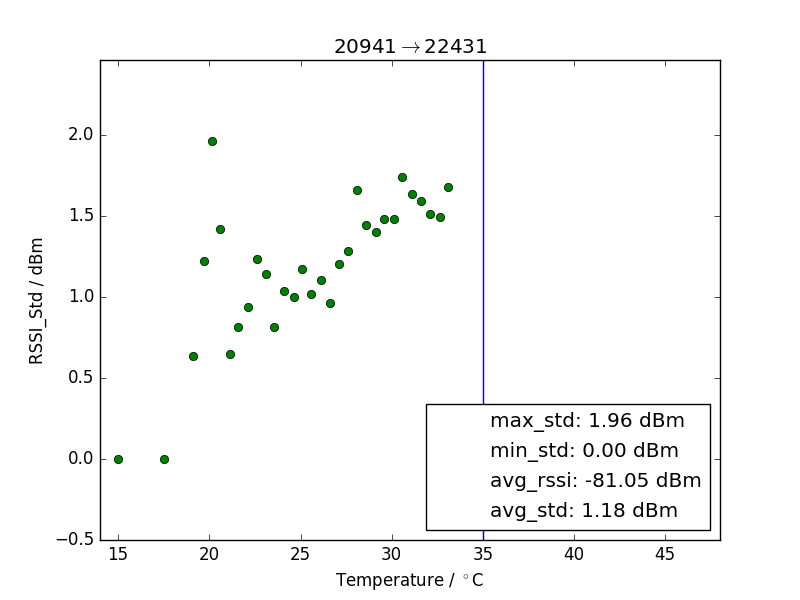 20941→22431
2.0
1.5
1.0
0.5
0.0
−0.5
RSSI_Std / dBm
15 20 25 30 35 40 45
Temperature / °C
max_std: 1.96 dBm
min_std: 0.00 dBm
avg_rssi: -81.05 dBm
avg_std: 1.18 dBm